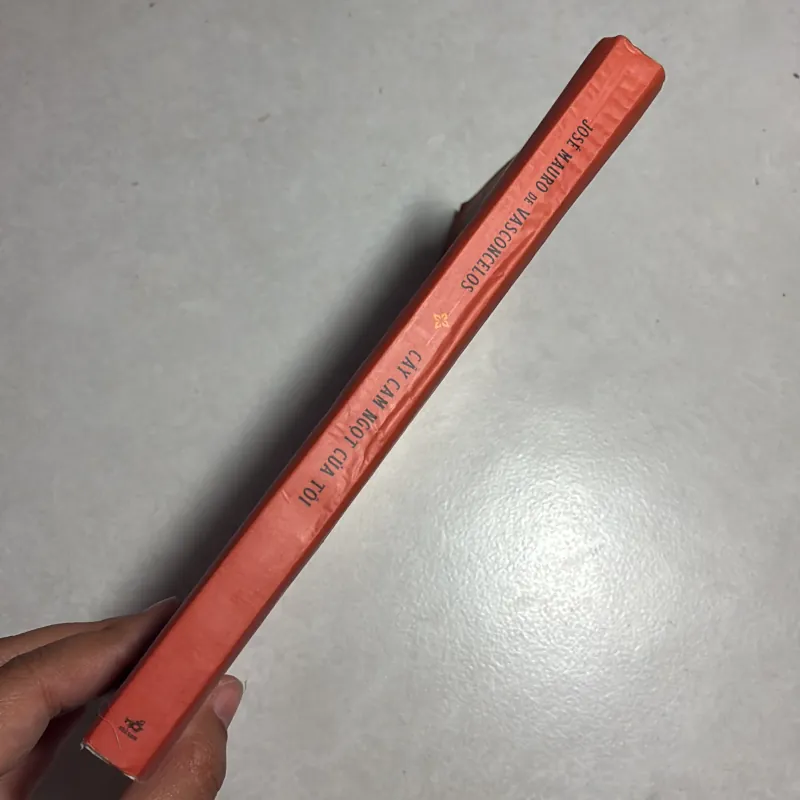 JOSÉ MAURO DE VASCONCELOS
CÂY CAM NGỌT CỦA TÔI